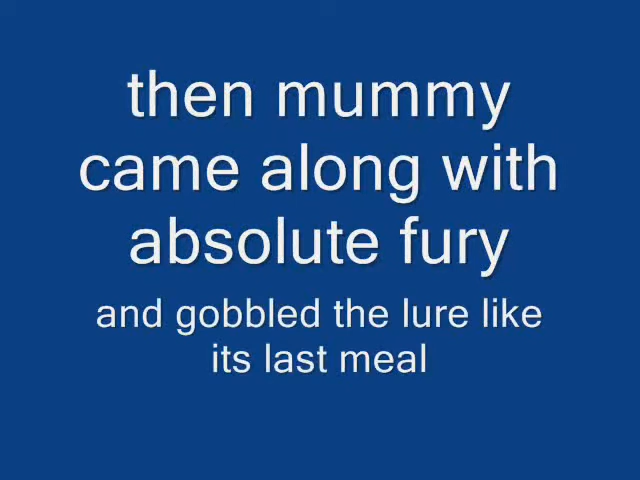 then mummy
came along with
absolute fury
and gobbled the lure like
its last meal